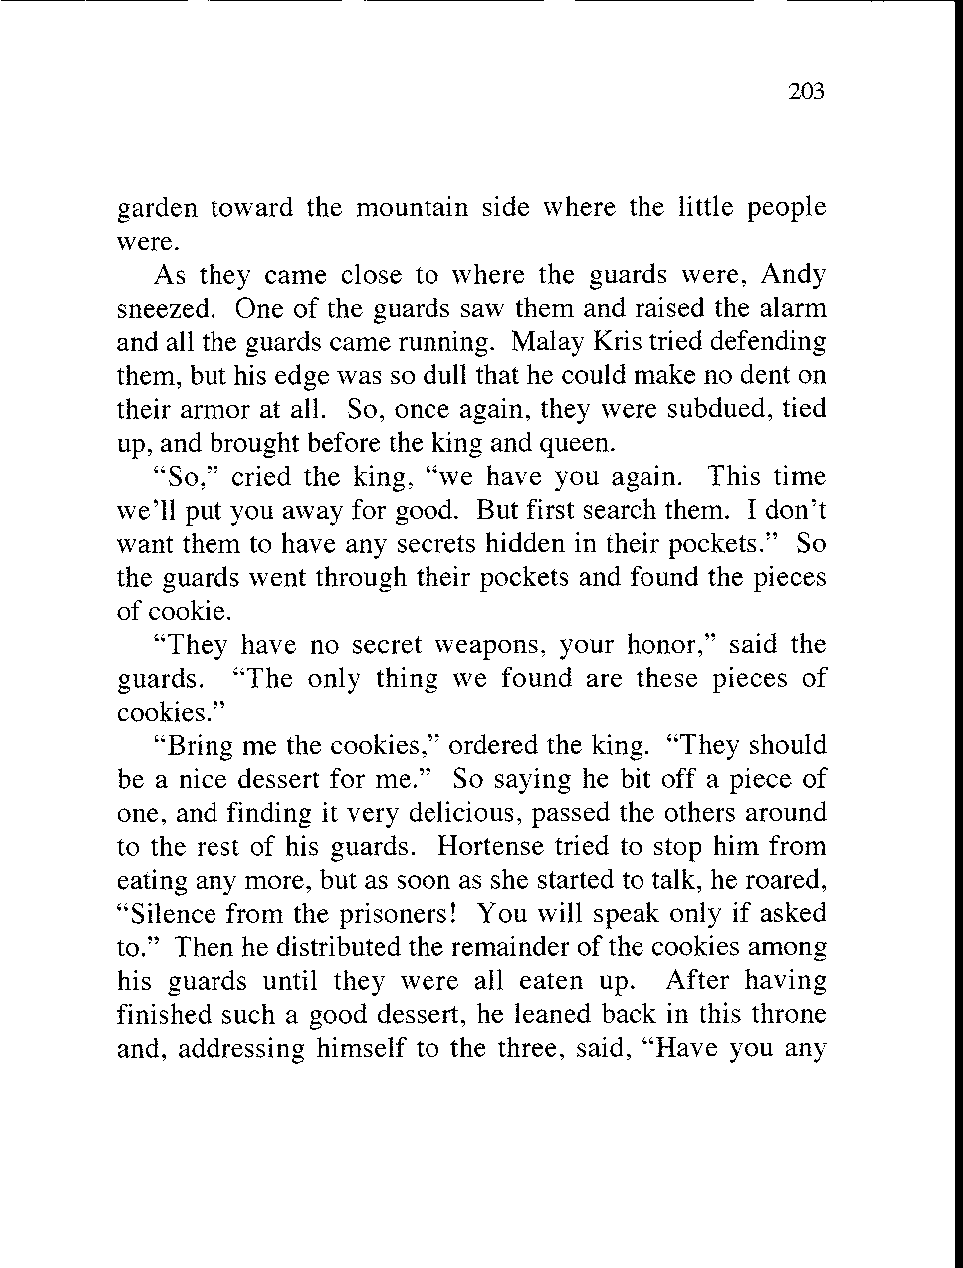 203
garden toward the mountain side where the little people
were.
As they came close to where the guards were, Andy
sneezed. One of the guards saw them and raised the alarm
and all the guards came running. Malay Kris tried defending
them, but his edge was so dull that he could make no dent on
their armor at all. So, once again, they were subdued, tied
up, and brought before the king and queen.
“So,” cried the king, “we have you again. This time
we’ll put you away for good. But first search them. I don’t
want them to have any secrets hidden in their pockets.” So
the guards went through their pockets and found the pieces
of cookie.
“They have no secret weapons, your honor,” said the
guards. “The only thing we found are these pieces of
cookies.”
“Bring me the cookies,” ordered the king. “They should
be a nice dessert for me.” So saying he bit off a piece of
one, and finding it very delicious, passed the others around
to the rest of his guards. Hortense tried to stop him from
eating any more, but as soon as she started to talk, he roared,
“Silence from the prisoners! You will speak only if asked
to.” Then he distributed the remainder of the cookies among
his guards until they were all eaten up. After having
finished such a good dessert, he leaned back in this throne
and, addressing himself to the three, said, “Have you any